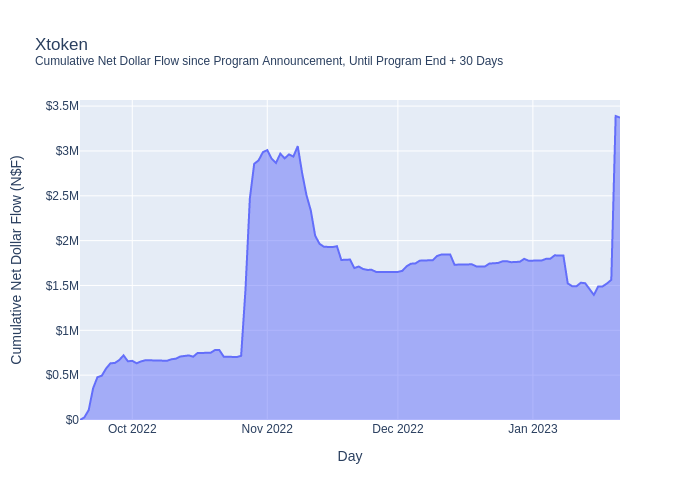 Xtoken
Cumulative Net Dollar Flow since Program Announcement, Until Program End + 30 Days
Cumulative Net Dollar Flow (N$F)
$3.5M
$3M
$2.5M
$2M
$1.5M
$1M
$0.5M
$0
Oct 2022 Nov 2022 Dec 2022 Jan 2023
Day